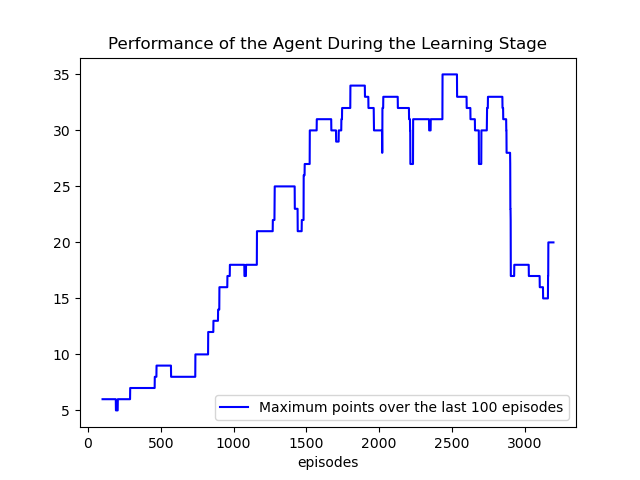 Performance of the Agent During the Learning Stage
35
30
25
20
15
10
5
Maximum points over the last 100 episodes
0 500 1000 1500 2000 2500 3000
episodes